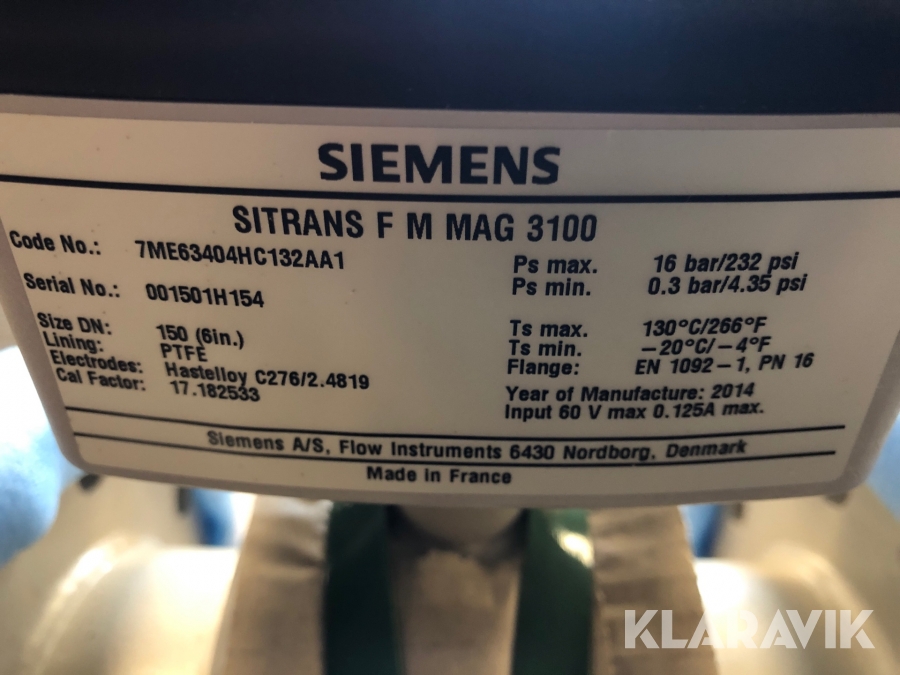 SIEMENS
SITRANS F M MAG 3100
Code No.: 7ME63404HC132AA1
Serial No.: 001501H154
Size DN: 150 (6in.)
Lining: PTFE
Electrodes: Hastelloy C276/2.4819
Cal Factor: 17.182533
Ps max. 16 bar/232 psi
Ps min. 0.3 bar/4.35 psi
Ts max. 130°C/266°F
Ts min. −20°C/−4°F
Flange: EN 1092−1, PN 16
Year of Manufacture: 2014
Input 60 V max 0.125A max.
Siemens A/S, Flow Instruments 6430 Nordborg, Denmark
Made in France
KLARAVIK